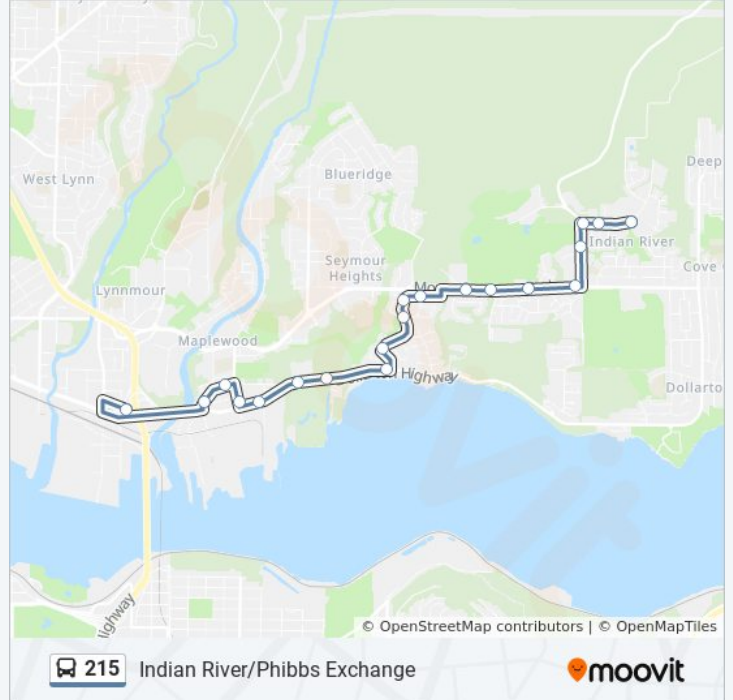 West Lynn
Blueridge
Deep
Seymour
Heights
Indian River
Cove
Lynnmour
Maplewood
Highway
Dollarto
Highway
© OpenStreetMap contributors | © OpenMapTiles
215 Indian River/Phibbs Exchange
moovit